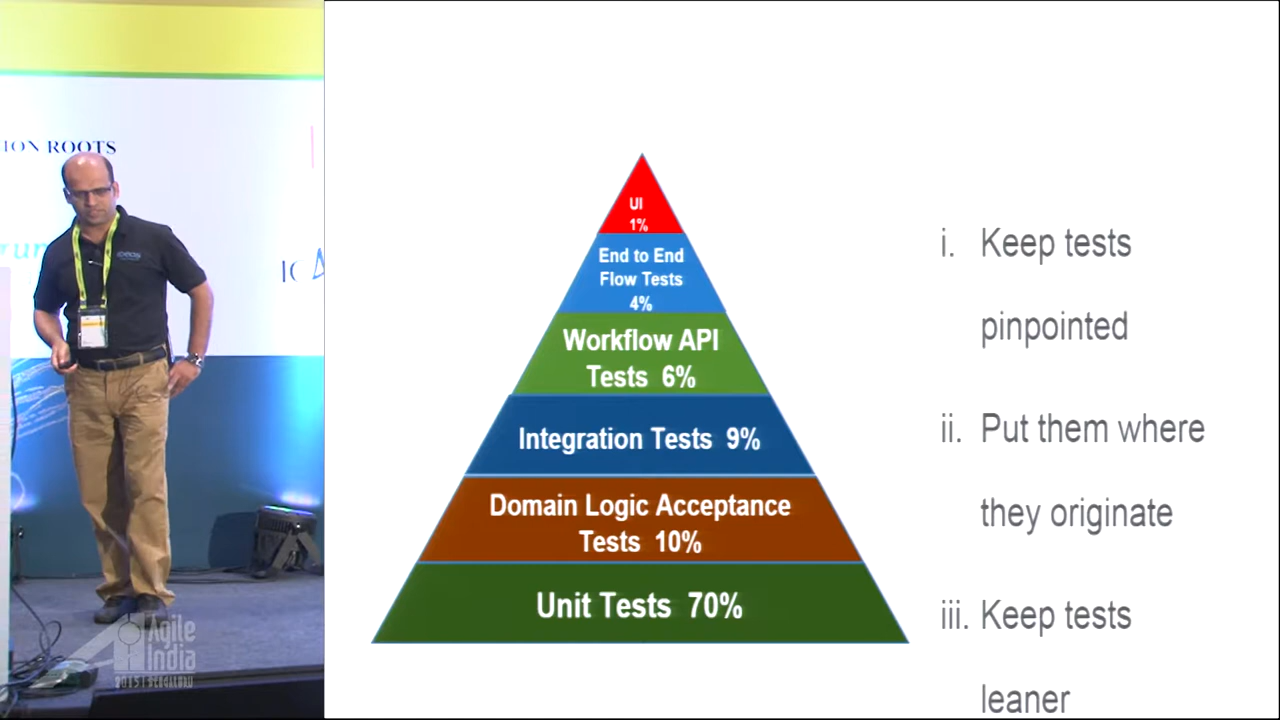 ION ROOTS
UI
1%
End to End
Flow Tests
4%
Workflow API
Tests 6%
Integration Tests 9%
Domain Logic Acceptance
Tests 10%
Unit Tests 70%
i. Keep tests
pinpointed
ii. Put them where
they originate
iii. Keep tests
leaner
Agile
India
2015 | BENGALURU